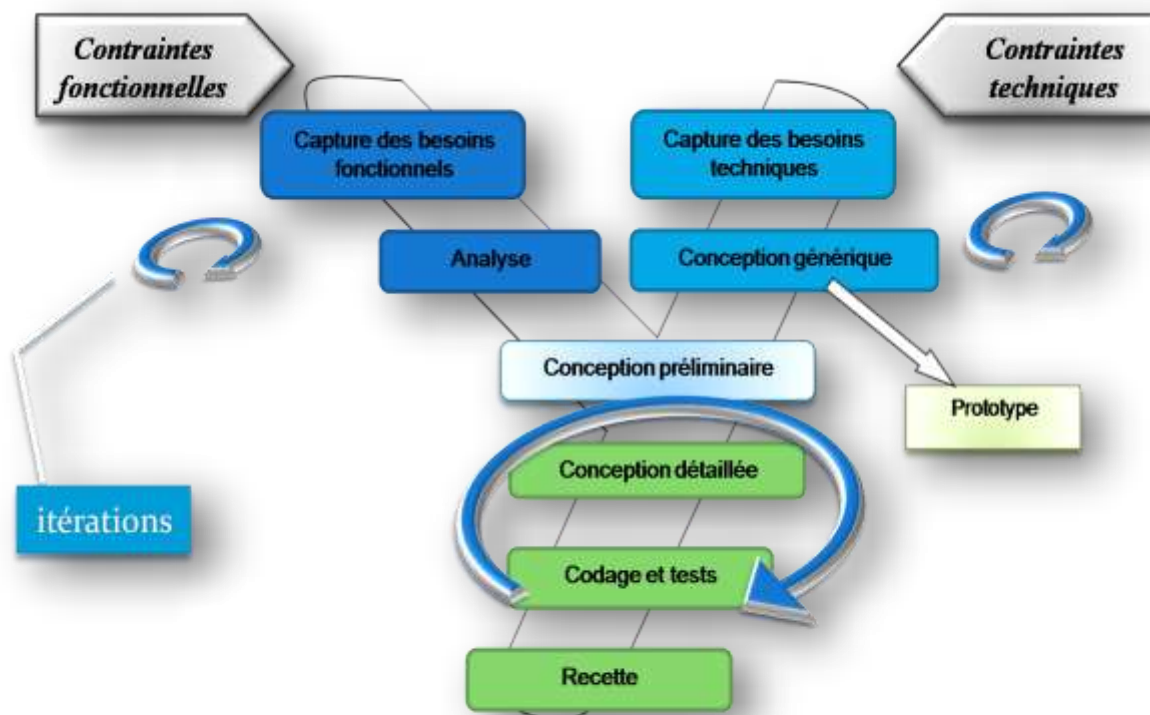 Contraintes
fonctionnelles
Contraintes
techniques
Capture des besoins
fonctionnels
Capture des besoins
techniques
Analyse
Conception générique
Conception préliminaire
Prototype
Conception détaillée
itérations
Codage et tests
Recette